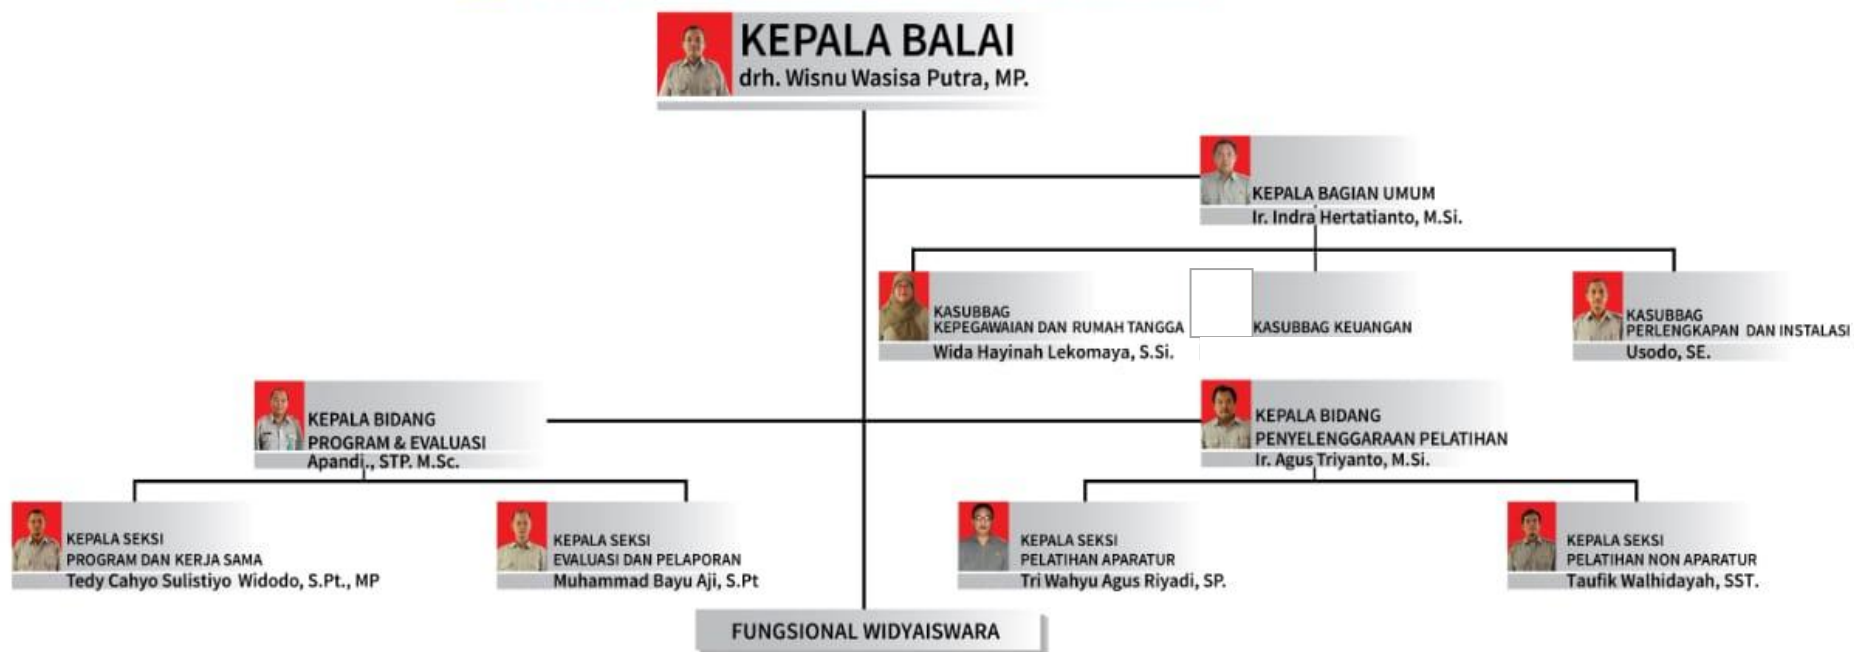 KEPALA BALAI
drh. Wisnu Wasisa Putra, MP.
KEPALA BAGIAN UMUM
Ir. Indra Hertatianto, M.Si.
KASUBBAG
KEPEGAWAIAN DAN RUMAH TANGGA
Wida Hayinah Lekomaya, S.Si.
KASUBBAG KEUANGAN
KASUBBAG
PERLENGKAPAN DAN INSTALASI
Usodo, SE.
KEPALA BIDANG
PROGRAM & EVALUASI
Apandi., STP. M.Sc.
KEPALA BIDANG
PENYELENGGARAAN PELATIHAN
Ir. Agus Triyanto, M.Si.
KEPALA SEKSI
PROGRAM DAN KERJA SAMA
Tedy Cahyo Sulistiyo Widodo, S.Pt., MP
KEPALA SEKSI
EVALUASI DAN PELAPORAN
Muhammad Bayu Aji, S.Pt
KEPALA SEKSI
PELATIHAN APARATUR
Tri Wahyu Agus Riyadi, SP.
KEPALA SEKSI
PELATIHAN NON APARATUR
Taufik Walhidayah, SST.
FUNGSIONAL WIDYAISWARA